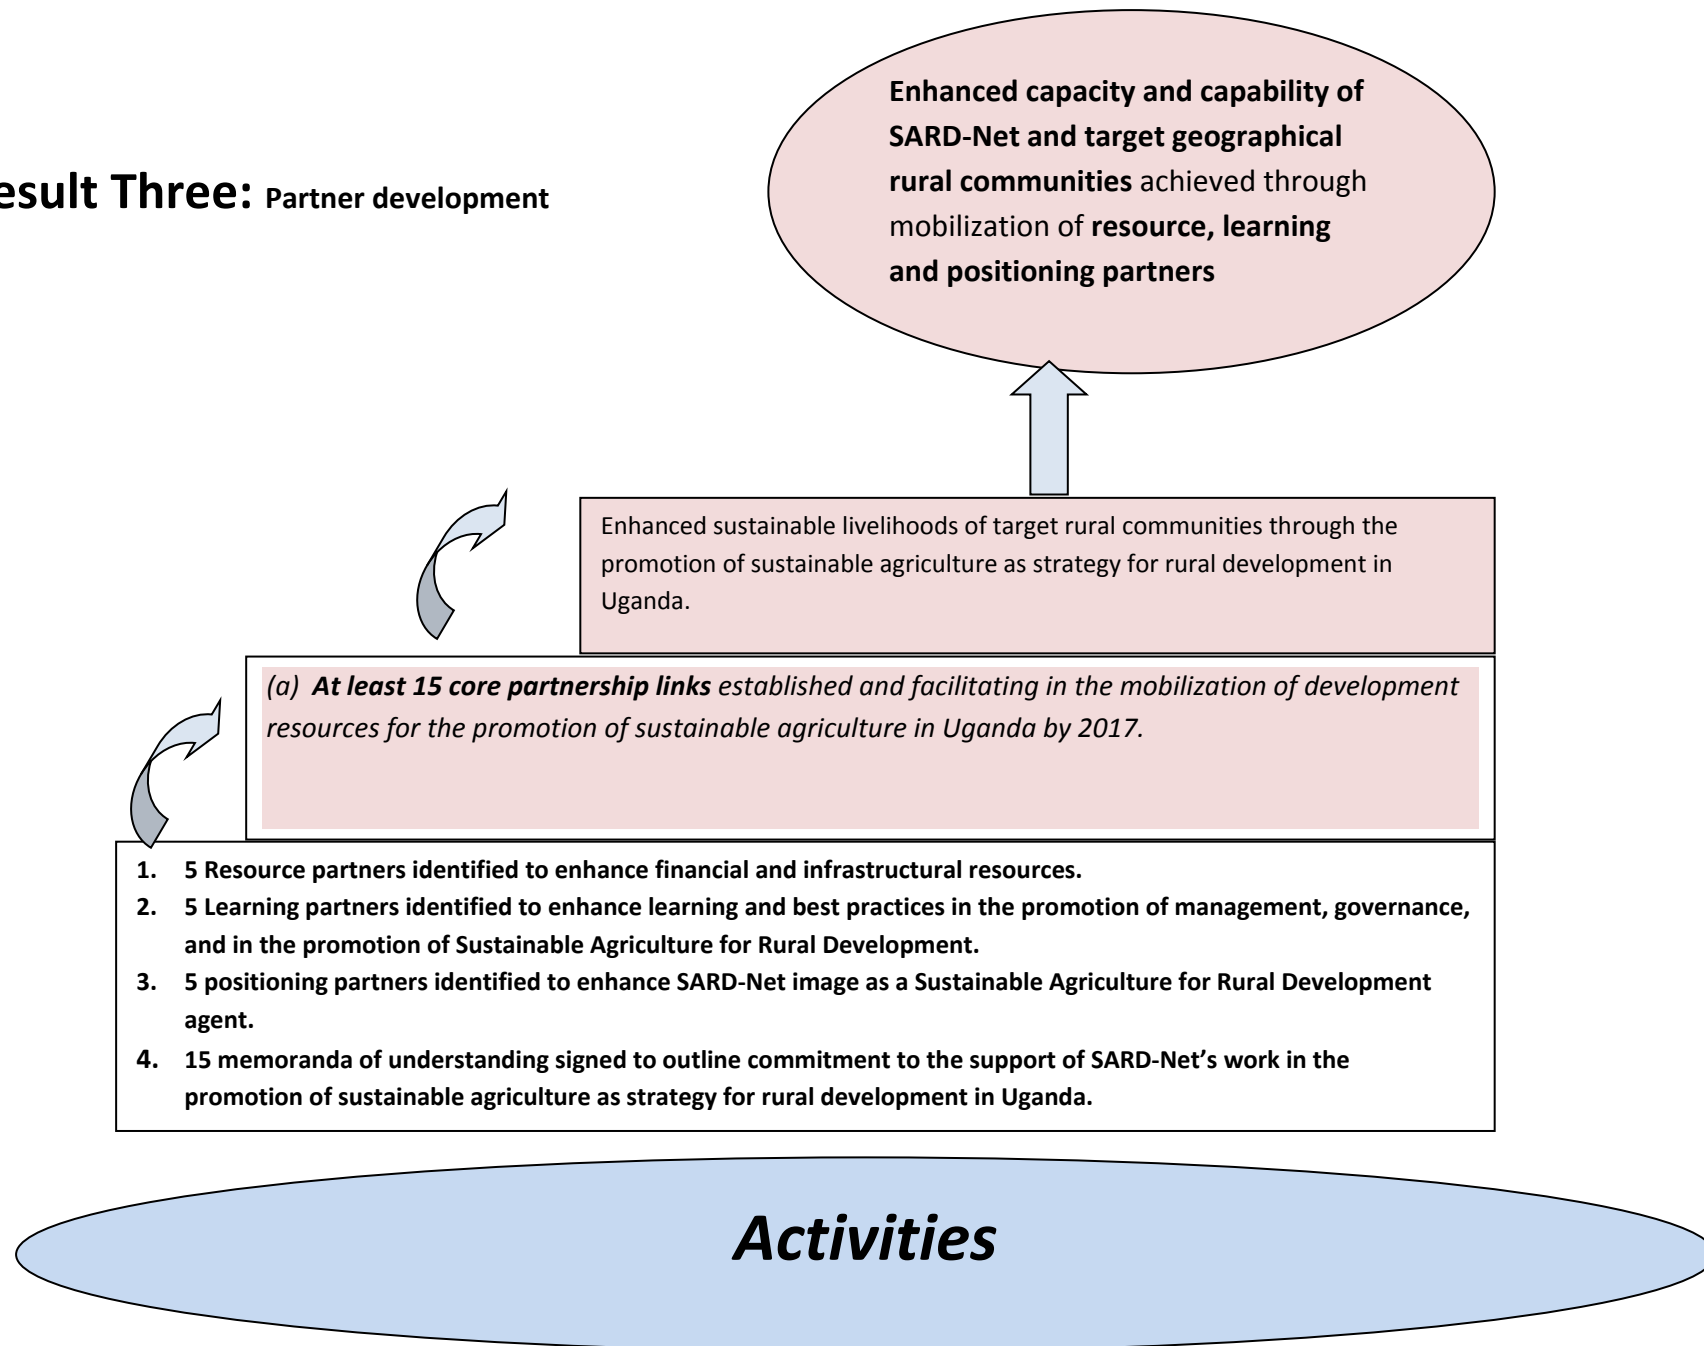 Enhanced capacity and capability of
SARD-Net and target geographical
rural communities achieved through
mobilization of resource, learning
and positioning partners
esult Three: Partner development
Enhanced sustainable livelihoods of target rural communities through the
promotion of sustainable agriculture as strategy for rural development in
Uganda.
(a) At least 15 core partnership links established and facilitating in the mobilization of development
resources for the promotion of sustainable agriculture in Uganda by 2017.
1. 5 Resource partners identified to enhance financial and infrastructural resources.
2. 5 Learning partners identified to enhance learning and best practices in the promotion of management, governance,
and in the promotion of Sustainable Agriculture for Rural Development.
3. 5 positioning partners identified to enhance SARD-Net image as a Sustainable Agriculture for Rural Development
agent.
4. 15 memoranda of understanding signed to outline commitment to the support of SARD-Net’s work in the
promotion of sustainable agriculture as strategy for rural development in Uganda.
Activities